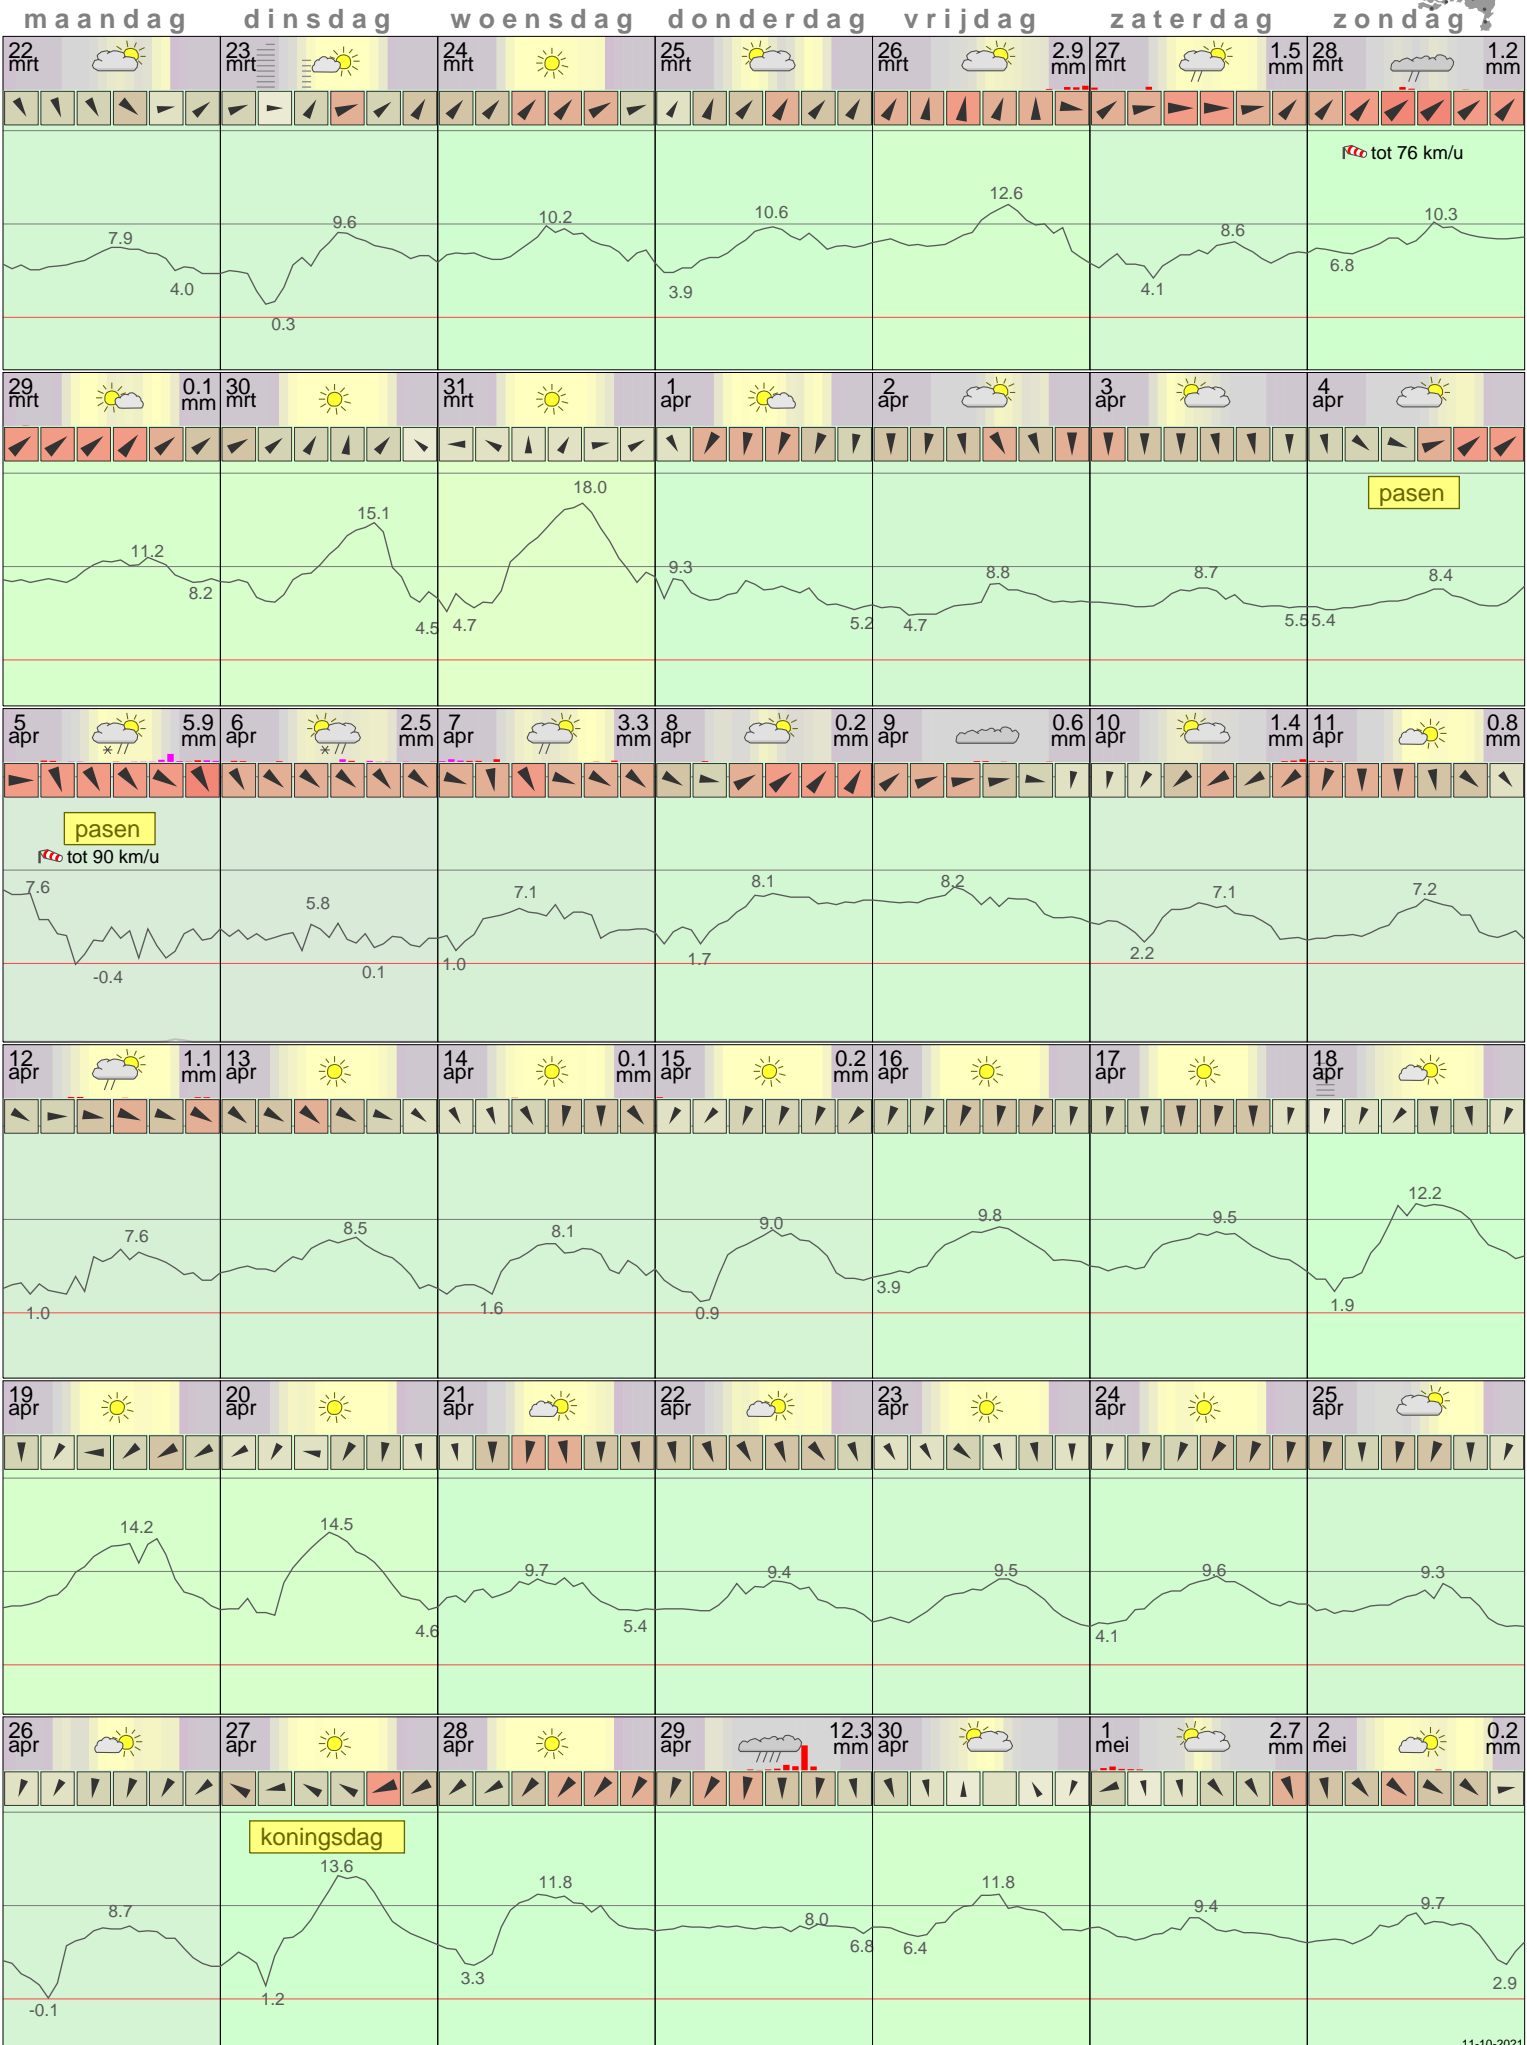 maandag dinsdag woensdag donderdag vrijdag zaterdag zondag
22 23 24 25 26 2.9 27 1.5 28 1.2
mrt mrt mrt mrt mrt mm mrt mm mrt mm
tot 76 km/u
12.6
7.9 9.6 10.2 10.6 8.6 10.3
4.0 0.3 3.9 4.1 6.8
29 0.1 30 31 1 2 3 4
mrt mm mrt mrt apr apr apr apr
pasen
11.2 15.1 18.0 9.3 8.8 8.7 8.4
8.2 4.5 4.7 5.2 4.7 5.5 5.4
5 5.9 6 2.5 7 3.3 8 0.2 9 0.6 10 1.4 11 0.8
apr mm apr mm apr mm apr mm apr mm apr mm apr mm
pasen
tot 90 km/u
7.6 5.8 7.1 8.1 8.2 7.1 7.2
-0.4 0.1 1.0 1.7 2.2
12 1.1 13 14 0.1 15 0.2 16 17 18
apr mm apr apr mm apr mm apr apr apr
7.6 8.5 8.1 9.0 9.8 9.5 12.2
1.0 1.6 0.9 3.9 1.9
19 20 21 22 23 24 25
apr apr apr apr apr apr apr
14.2 14.5 9.7 9.4 9.5 9.6 9.3
4.6 5.4 4.1
26 27 28 29 12.3 30 1 2.7 2 0.2
apr apr apr apr mm apr mei mm mei mm
koningsdag
8.7 13.6 11.8 8.0 11.8 9.4 9.7
-0.1 1.2 3.3 6.8 6.4 2.9
11-10-2021